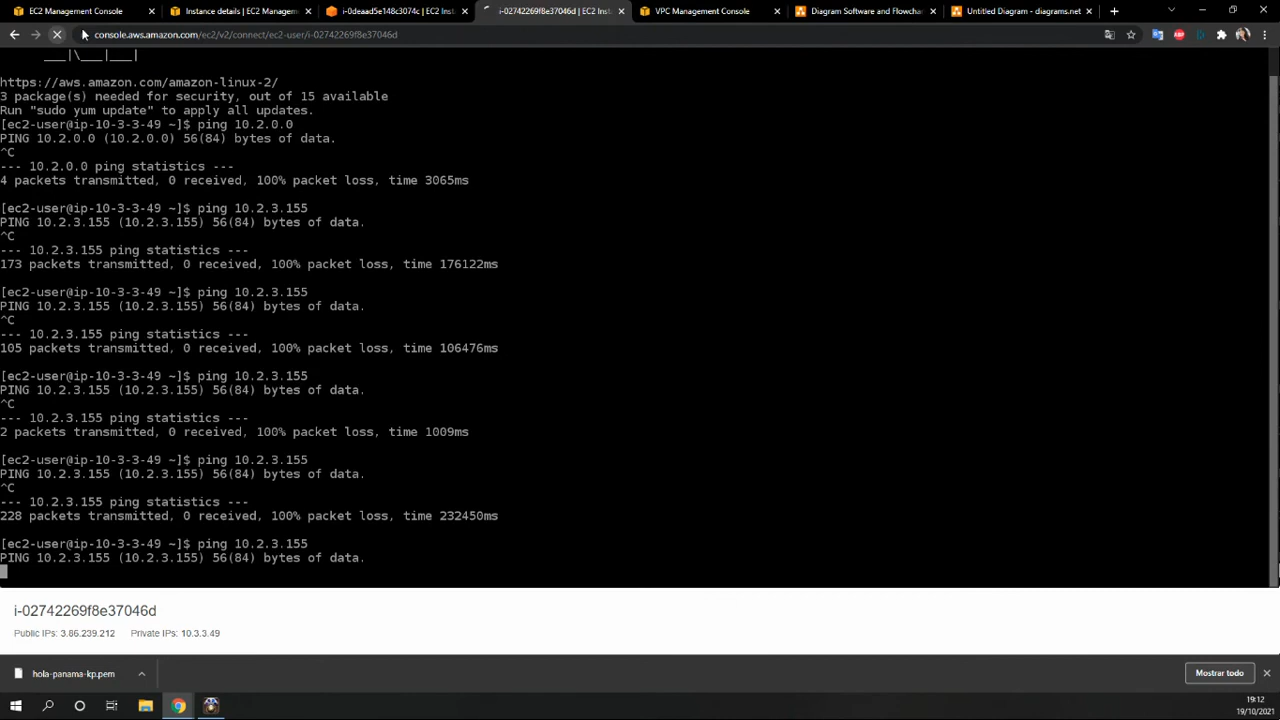 EC2 Management Console
Instance details | EC2 Managem
i-0deaad5e148c3074c | EC2 Inst
i-02742269f8e37046d | EC2 Inst
VPC Management Console
Diagram Software and Flowchar
Untitled Diagram - diagrams.net
console.aws.amazon.com/ec2/v2/connect/ec2-user/i-02742269f8e37046d
___|\___|___|
https://aws.amazon.com/amazon-linux-2/
3 package(s) needed for security, out of 15 available
Run "sudo yum update" to apply all updates.
[ec2-user@ip-10-3-3-49 ~]$ ping 10.2.0.0
PING 10.2.0.0 (10.2.0.0) 56(84) bytes of data.
^C
--- 10.2.0.0 ping statistics ---
4 packets transmitted, 0 received, 100% packet loss, time 3065ms
[ec2-user@ip-10-3-3-49 ~]$ ping 10.2.3.155
PING 10.2.3.155 (10.2.3.155) 56(84) bytes of data.
^C
--- 10.2.3.155 ping statistics ---
173 packets transmitted, 0 received, 100% packet loss, time 176122ms
[ec2-user@ip-10-3-3-49 ~]$ ping 10.2.3.155
PING 10.2.3.155 (10.2.3.155) 56(84) bytes of data.
^C
--- 10.2.3.155 ping statistics ---
105 packets transmitted, 0 received, 100% packet loss, time 106476ms
[ec2-user@ip-10-3-3-49 ~]$ ping 10.2.3.155
PING 10.2.3.155 (10.2.3.155) 56(84) bytes of data.
^C
--- 10.2.3.155 ping statistics ---
2 packets transmitted, 0 received, 100% packet loss, time 1009ms
[ec2-user@ip-10-3-3-49 ~]$ ping 10.2.3.155
PING 10.2.3.155 (10.2.3.155) 56(84) bytes of data.
^C
--- 10.2.3.155 ping statistics ---
228 packets transmitted, 0 received, 100% packet loss, time 232450ms
[ec2-user@ip-10-3-3-49 ~]$ ping 10.2.3.155
PING 10.2.3.155 (10.2.3.155) 56(84) bytes of data.
i-02742269f8e37046d
Public IPs: 3.86.239.212 Private IPs: 10.3.3.49
hola-panama-kp.pem
Mostrar todo
19:12
19/10/2021